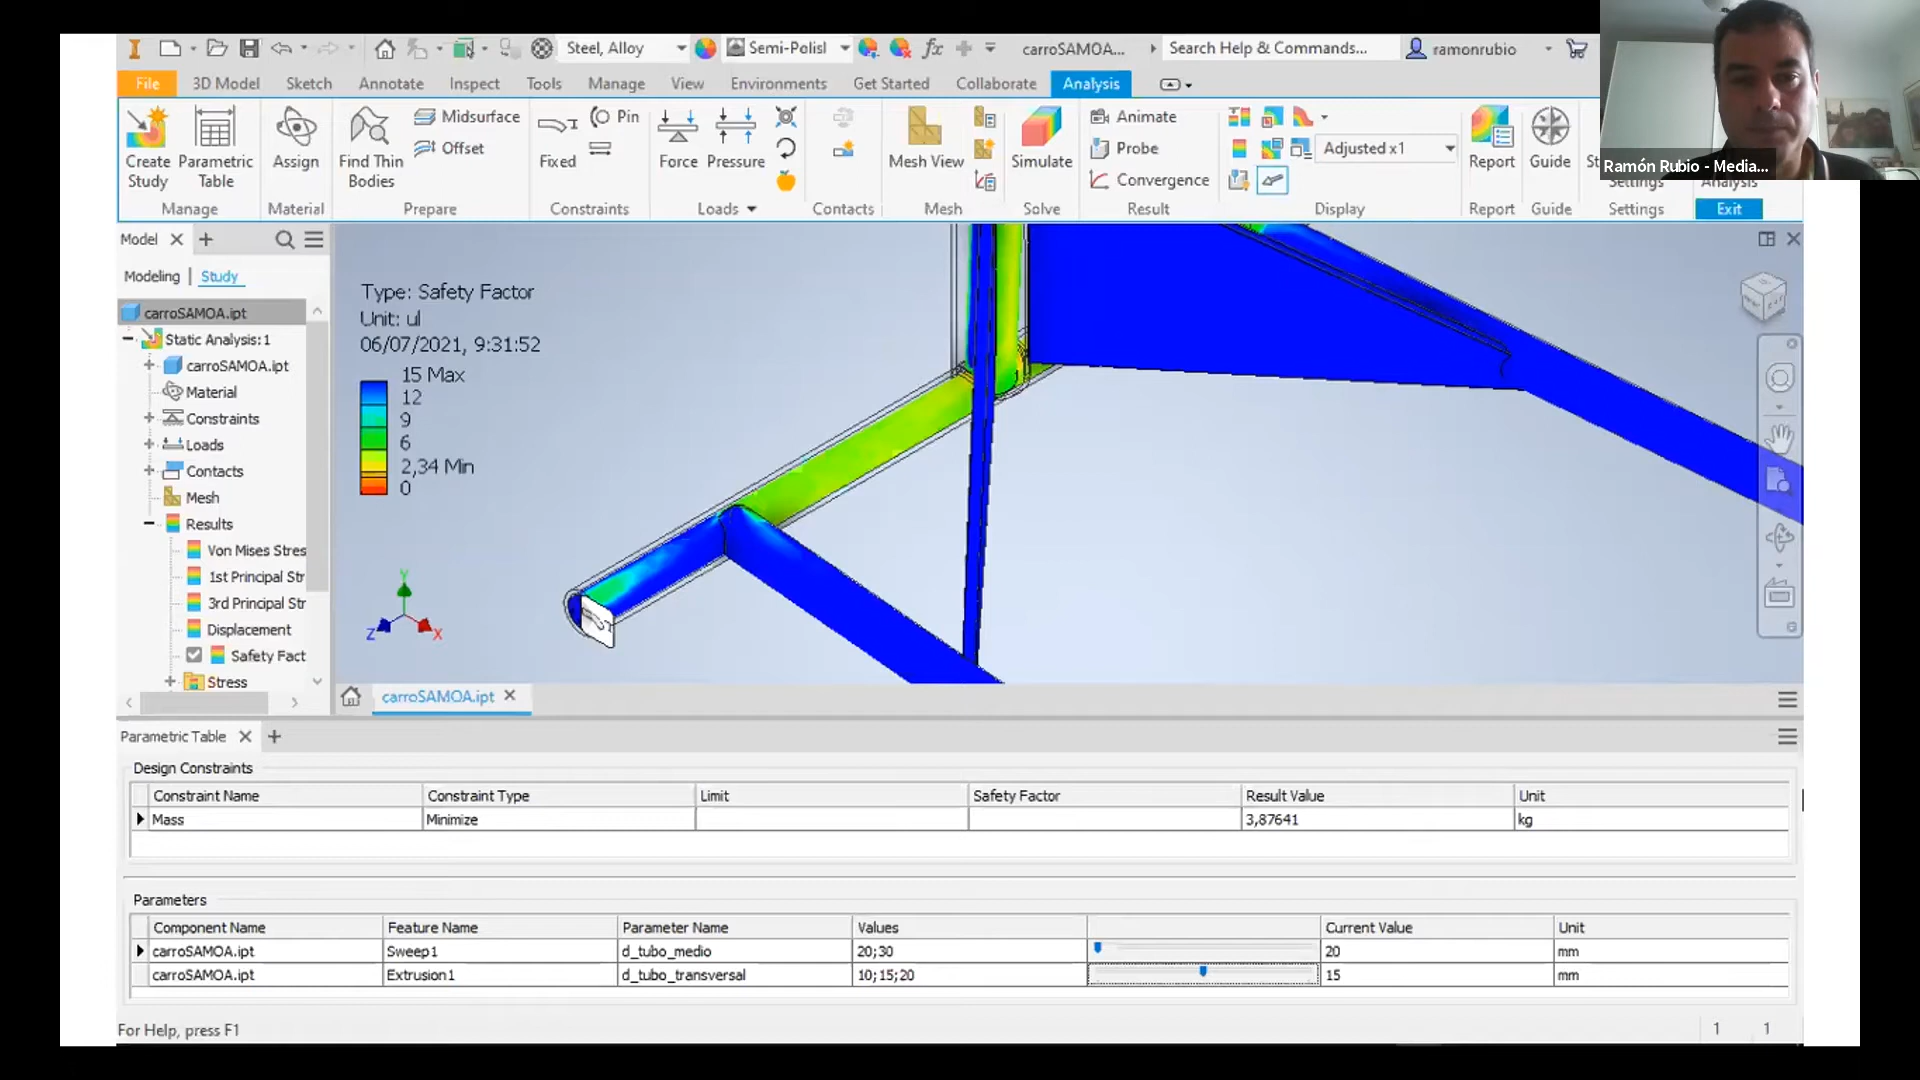 Steel, Alloy
Semi-Polisl
fx
carroSAMOA...
Search Help & Commands...
ramonrubio
File
3D Model
Sketch
Annotate
Inspect
Tools
Manage
View
Environments
Get Started
Collaborate
Analysis
Create Study
Parametric Table
Assign
Find Thin Bodies
Midsurface
Offset
Fixed
Pin
Force
Pressure
Mesh View
Simulate
Animate
Probe
Convergence
Adjusted x1
Report
Guide
Ramón Rubio - Media...
Settings
Analysis
Manage
Material
Prepare
Constraints
Loads
Contacts
Mesh
Solve
Result
Display
Report
Guide
Settings
Exit
Model
Modeling
Study
carroSAMOA.ipt
Static Analysis:1
carroSAMOA.ipt
Material
Constraints
Loads
Contacts
Mesh
Results
Von Mises Stres
1st Principal Str
3rd Principal Str
Displacement
Safety Fact
Stress
Type: Safety Factor
Unit: ul
06/07/2021, 9:31:52
15 Max
12
9
6
2,34 Min
0
Y
Z
X
carroSAMOA.ipt
Parametric Table
Design Constraints
Constraint Name Constraint Type Limit Safety Factor Result Value Unit
Mass Minimize 3,87641 kg
Parameters
Component Name Feature Name Parameter Name Values Current Value Unit
carroSAMOA.ipt Sweep1 d_tubo_medio 20;30 20 mm
carroSAMOA.ipt Extrusion1 d_tubo_transversal 10;15;20 15 mm
For Help, press F1
1 1